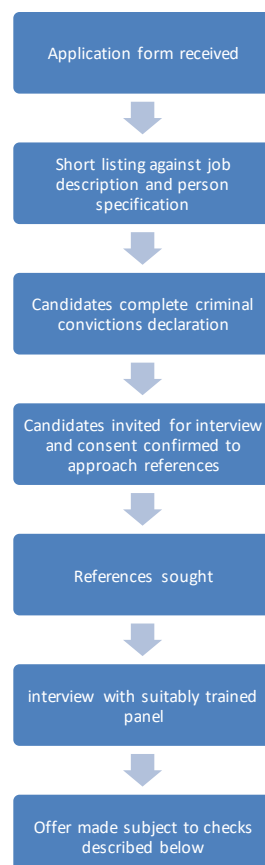 Application form received
Short listing against job
description and person
specification
Candidates complete criminal
convictions declaration
Candidates invited for interview
and consent confirmed to
approach references
References sought
interview with suitably trained
panel
Offer made subject to checks
described below